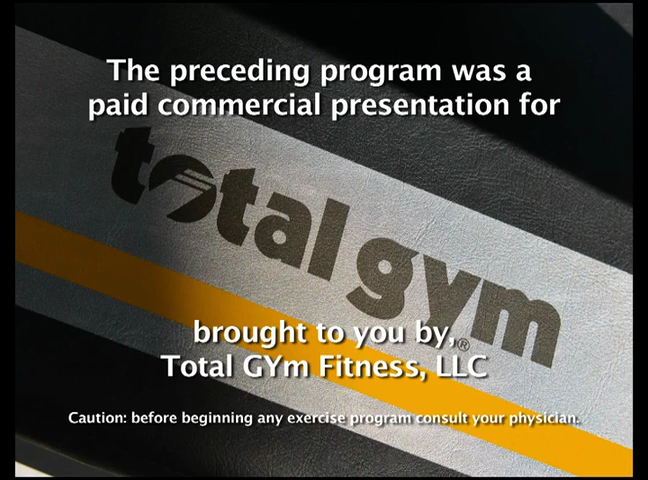 The preceding program was a
paid commercial presentation for
total gym®
brought to you by,
Total GYm Fitness, LLC
Caution: before beginning any exercise program consult your physician.